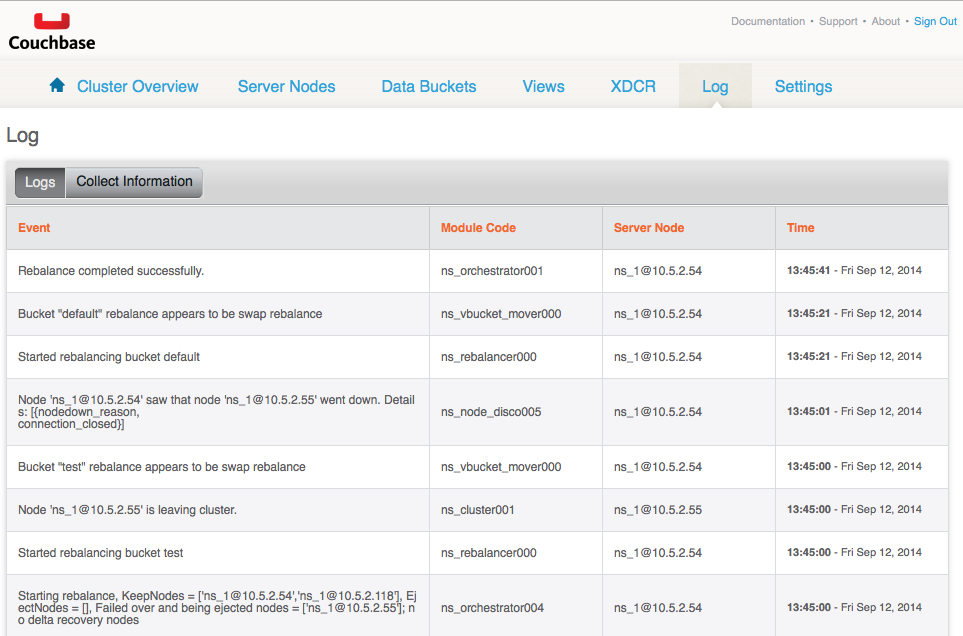 Couchbase
Documentation • Support • About • Sign Out
Cluster Overview Server Nodes Data Buckets Views XDCR Log Settings
Log
Logs Collect Information
Event Module Code Server Node Time
Rebalance completed successfully. ns_orchestrator001 ns_1@10.5.2.54 13:45:41 - Fri Sep 12, 2014
Bucket "default" rebalance appears to be swap rebalance ns_vbucket_mover000 ns_1@10.5.2.54 13:45:21 - Fri Sep 12, 2014
Started rebalancing bucket default ns_rebalancer000 ns_1@10.5.2.54 13:45:21 - Fri Sep 12, 2014
Node 'ns_1@10.5.2.54' saw that node 'ns_1@10.5.2.55' went down. Detail
s: [{nodedown_reason,
connection_closed}]
ns_node_disco005 ns_1@10.5.2.54 13:45:01 - Fri Sep 12, 2014
Bucket "test" rebalance appears to be swap rebalance ns_vbucket_mover000 ns_1@10.5.2.54 13:45:00 - Fri Sep 12, 2014
Node 'ns_1@10.5.2.55' is leaving cluster. ns_cluster001 ns_1@10.5.2.55 13:45:00 - Fri Sep 12, 2014
Started rebalancing bucket test ns_rebalancer000 ns_1@10.5.2.54 13:45:00 - Fri Sep 12, 2014
Starting rebalance, KeepNodes = ['ns_1@10.5.2.54','ns_1@10.5.2.118'], Ej
ectNodes = [], Failed over and being ejected nodes = ['ns_1@10.5.2.55']; n
o delta recovery nodes
ns_orchestrator004 ns_1@10.5.2.54 13:45:00 - Fri Sep 12, 2014